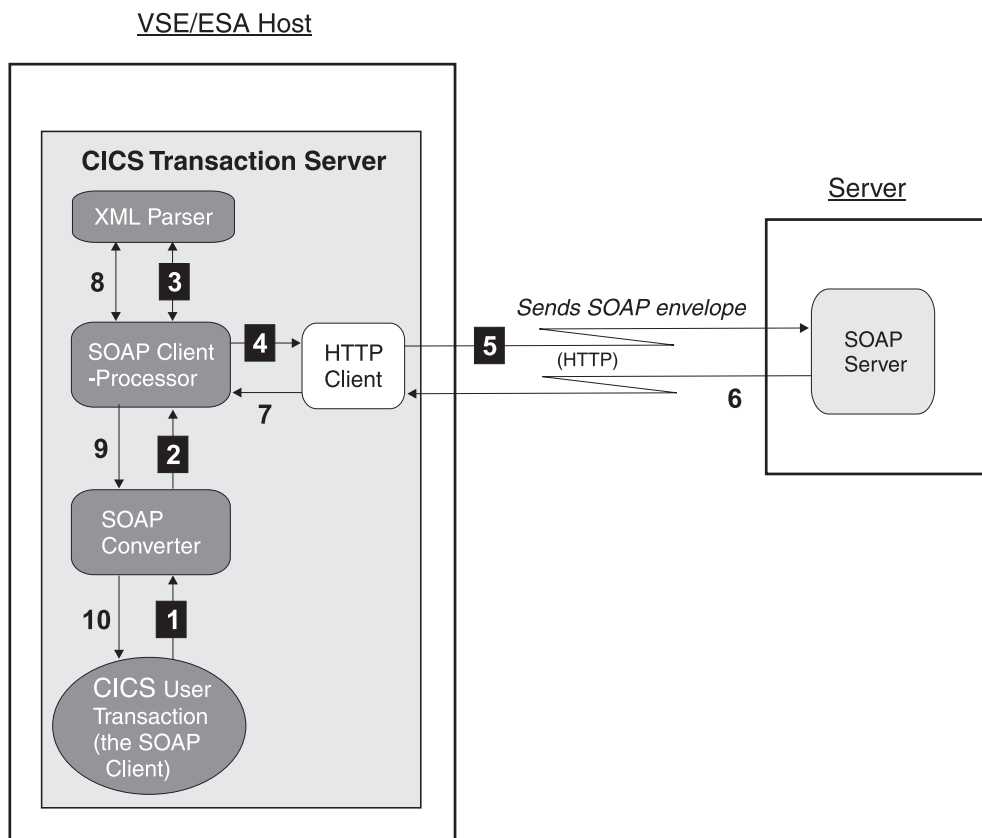 VSE/ESA Host
CICS Transaction Server
XML Parser
Server
8
3
Sends SOAP envelope
SOAP Client
-Processor
4
HTTP
Client
5
(HTTP)
SOAP
Server
7
6
9
2
SOAP
Converter
10
1
CICS User
Transaction
(the SOAP
Client)